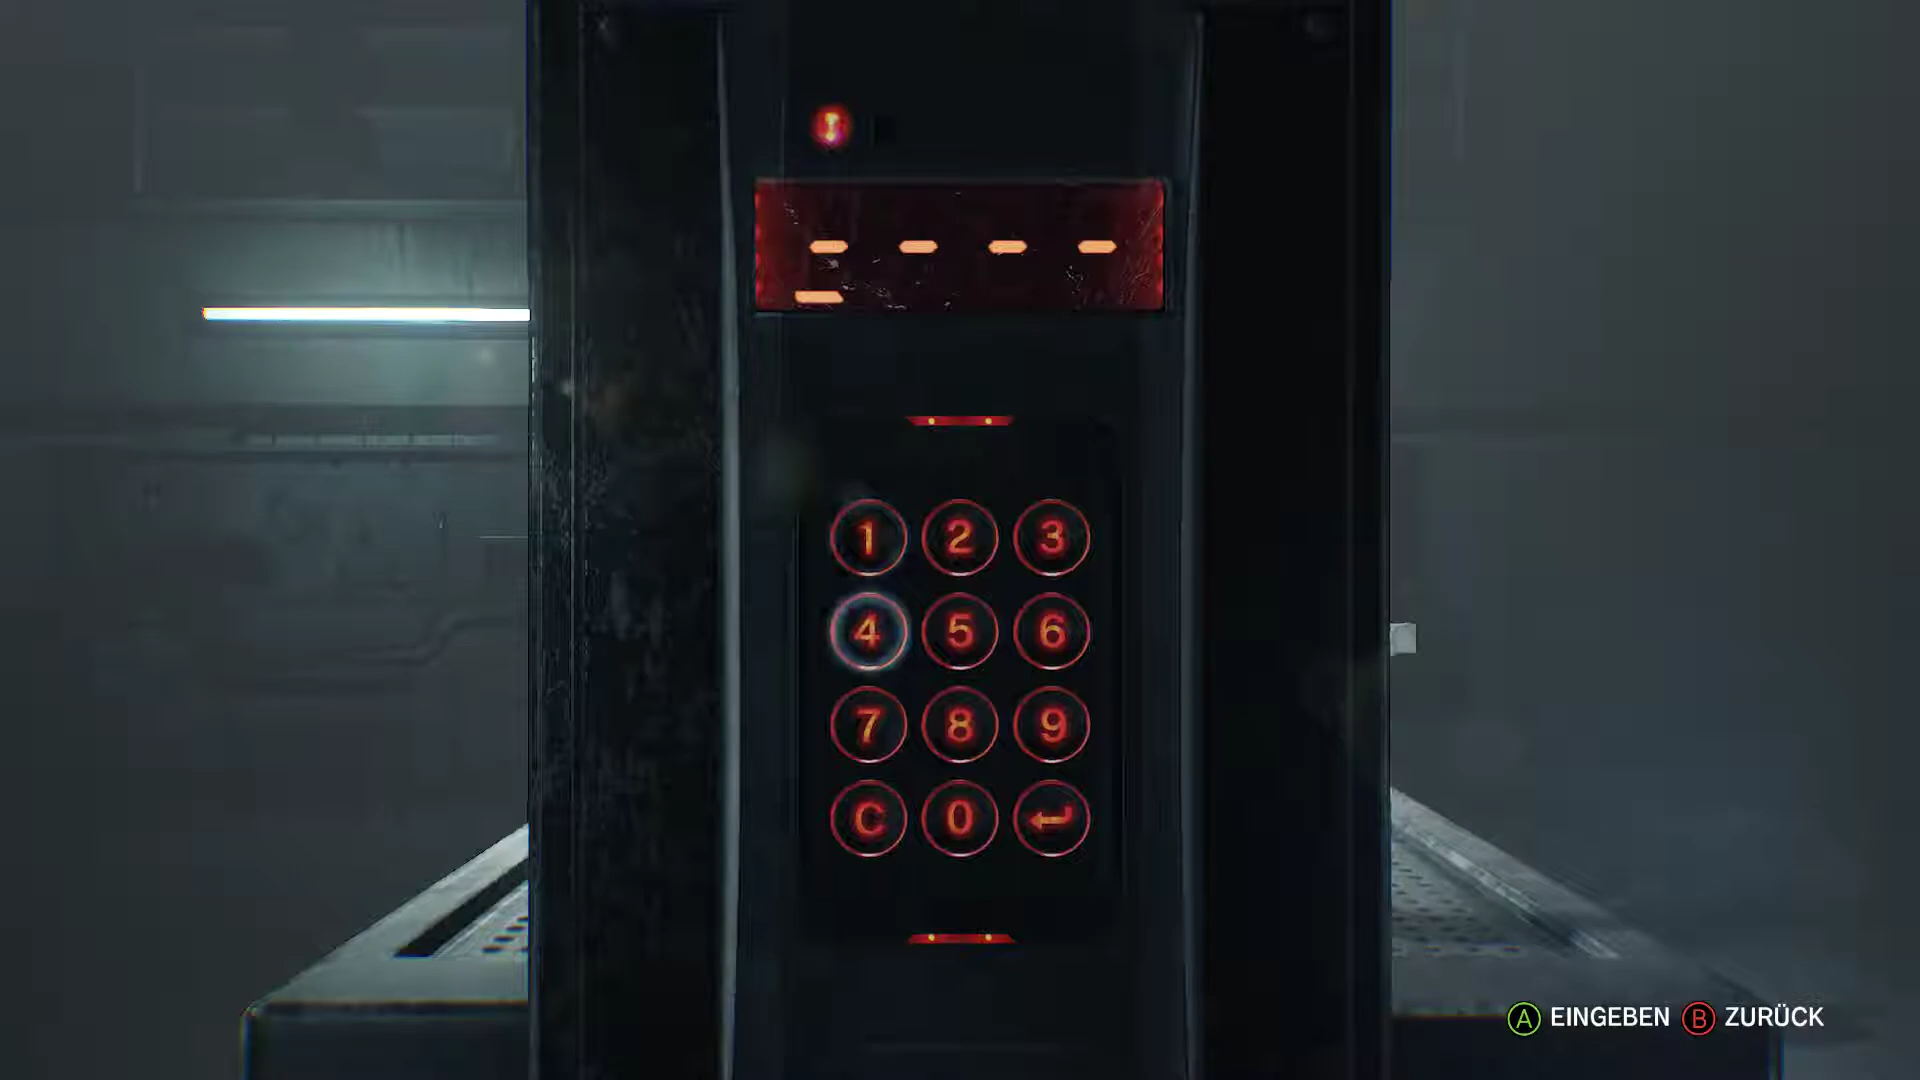 - - - -
1 2 3
4 5 6
7 8 9
C 0 ↵
A EINGEBEN B ZURÜCK